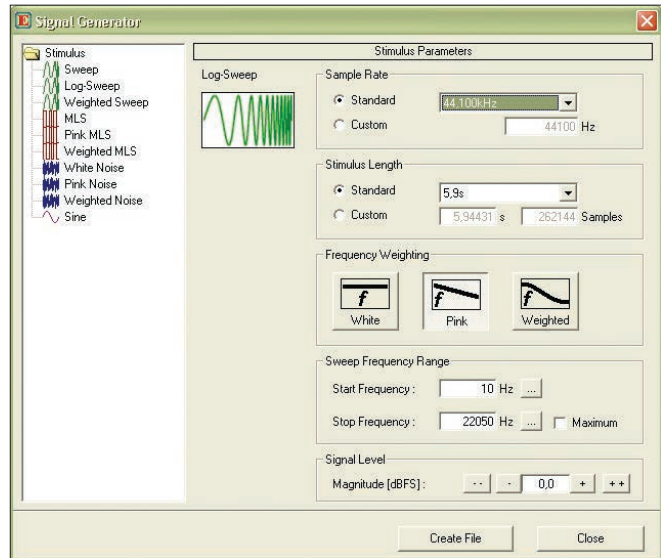 Signal Generator
Stimulus
Sweep
Log-Sweep
Weighted Sweep
MLS
Pink MLS
Weighted MLS
White Noise
Pink Noise
Weighted Noise
Sine
Stimulus Parameters
Log-Sweep
Sample Rate
Standard 44.100kHz
Custom 44100 Hz
Stimulus Length
Standard 5,9s
Custom 5,94431 s 262144 Samples
Frequency Weighting
f f f
White Pink Weighted
Sweep Frequency Range
Start Frequency : 10 Hz ...
Stop Frequency : 22050 Hz ... Maximum
Signal Level
Magnitude [dBFS] : -- - 0,0 + ++
Create File Close